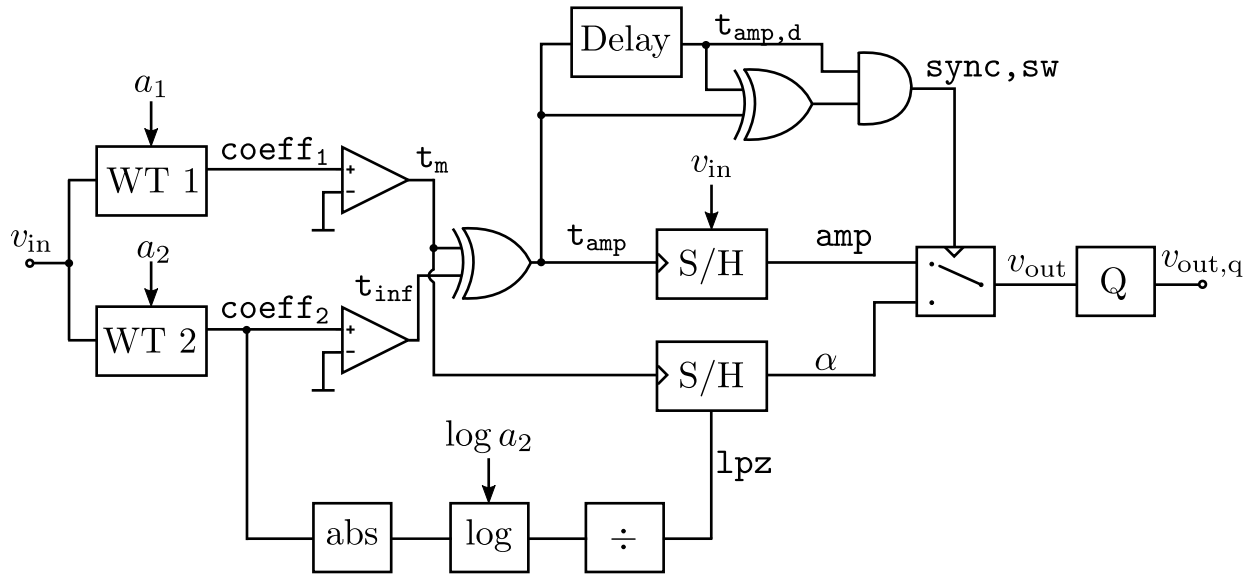 Delay
t_amp,d
sync,sw
a_1
WT 1
coeff_1
+
−
t_m
v_in
v_in
a_2
WT 2
coeff_2
+
−
t_inf
t_amp
S/H
amp
v_out
Q
v_out,q
S/H
α
log a_2
lpz
abs
log
÷